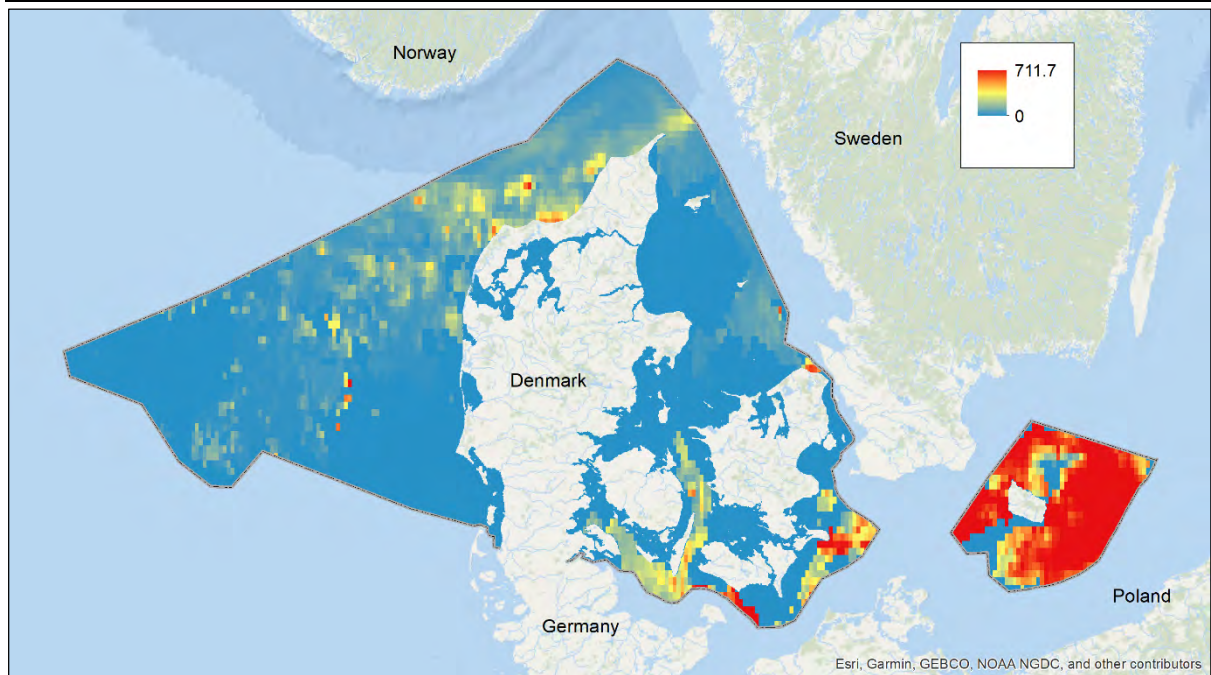 Norway
711.7
0
Sweden
Denmark
Poland
Germany
Esri, Garmin, GEBCO, NOAA NGDC, and other contributors